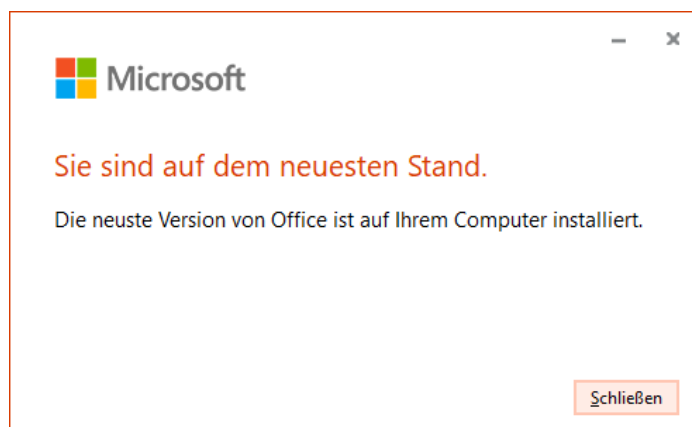 Microsoft
Sie sind auf dem neuesten Stand.
Die neuste Version von Office ist auf Ihrem Computer installiert.
Schließen